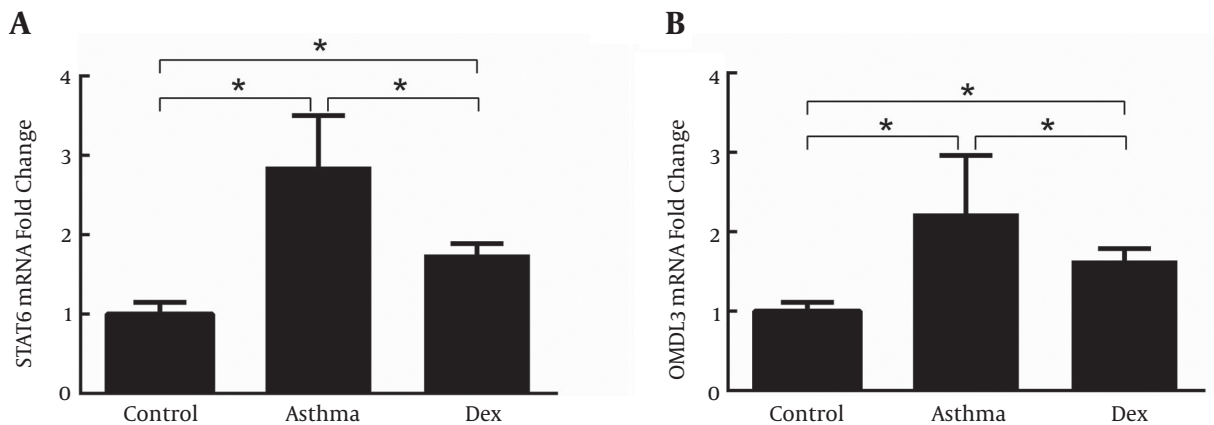 A
STAT6 mRNA Fold Change
4
3
2
1
0
*
*
*
Control
Asthma
Dex
B
OMDL3 mRNA Fold Change
4
3
2
1
0
*
*
*
Control
Asthma
Dex